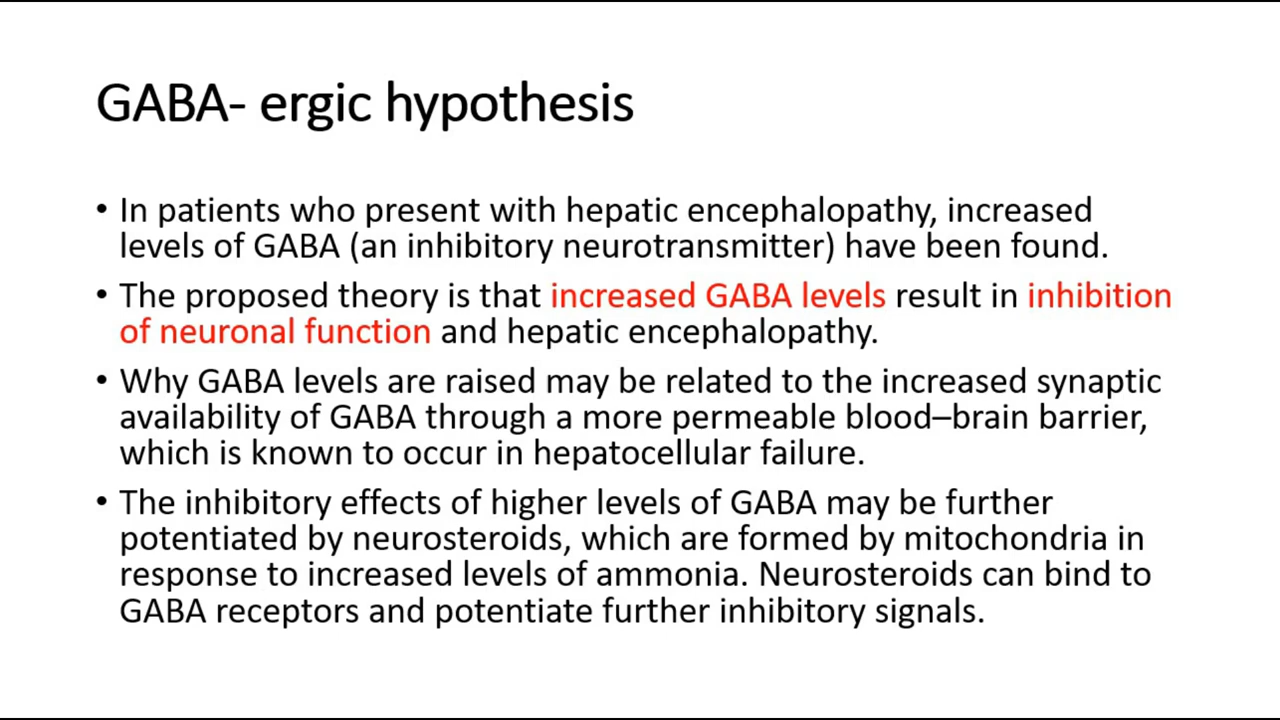 GABA- ergic hypothesis
• In patients who present with hepatic encephalopathy, increased
levels of GABA (an inhibitory neurotransmitter) have been found.
• The proposed theory is that increased GABA levels result in inhibition
of neuronal function and hepatic encephalopathy.
• Why GABA levels are raised may be related to the increased synaptic
availability of GABA through a more permeable blood–brain barrier,
which is known to occur in hepatocellular failure.
• The inhibitory effects of higher levels of GABA may be further
potentiated by neurosteroids, which are formed by mitochondria in
response to increased levels of ammonia. Neurosteroids can bind to
GABA receptors and potentiate further inhibitory signals.